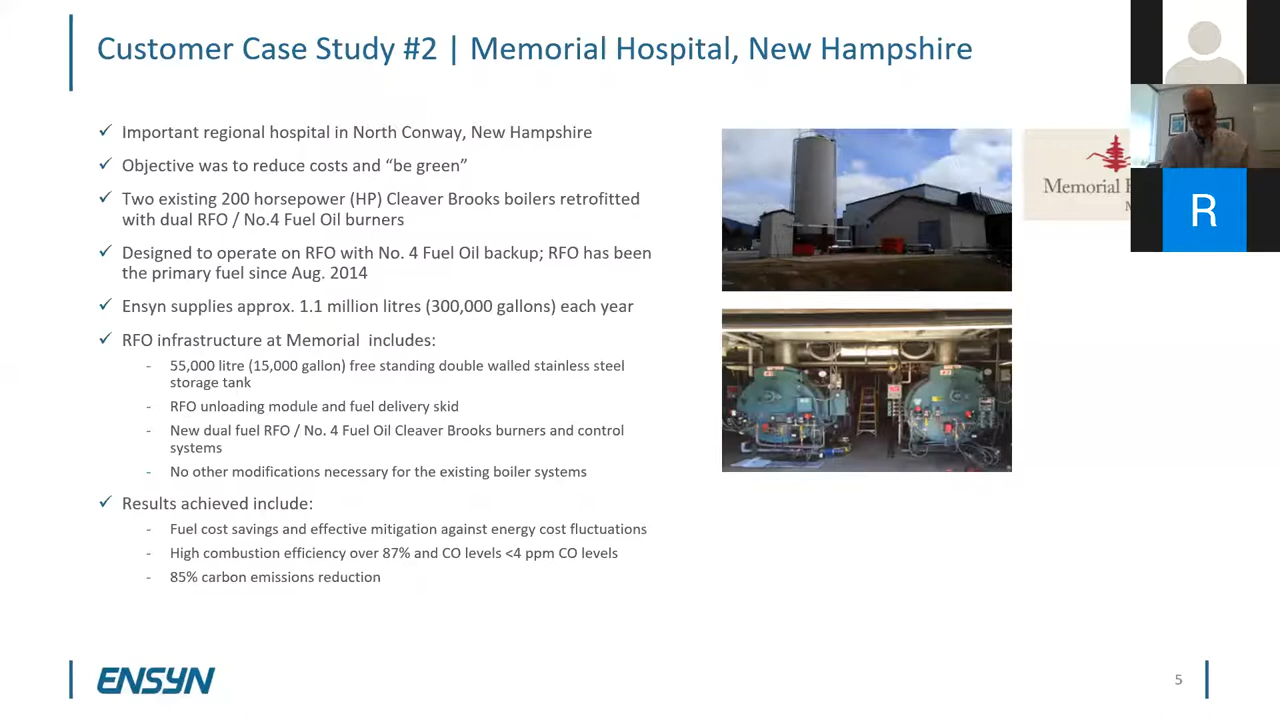 Customer Case Study #2 | Memorial Hospital, New Hampshire
✓ Important regional hospital in North Conway, New Hampshire
✓ Objective was to reduce costs and “be green”
✓ Two existing 200 horsepower (HP) Cleaver Brooks boilers retrofitted
with dual RFO / No.4 Fuel Oil burners
✓ Designed to operate on RFO with No. 4 Fuel Oil backup; RFO has been
the primary fuel since Aug. 2014
✓ Ensyn supplies approx. 1.1 million litres (300,000 gallons) each year
✓ RFO infrastructure at Memorial includes:
- 55,000 litre (15,000 gallon) free standing double walled stainless steel
storage tank
- RFO unloading module and fuel delivery skid
- New dual fuel RFO / No. 4 Fuel Oil Cleaver Brooks burners and control
systems
- No other modifications necessary for the existing boiler systems
✓ Results achieved include:
- Fuel cost savings and effective mitigation against energy cost fluctuations
- High combustion efficiency over 87% and CO levels <4 ppm CO levels
- 85% carbon emissions reduction
Memorial
R
ENSYN
5